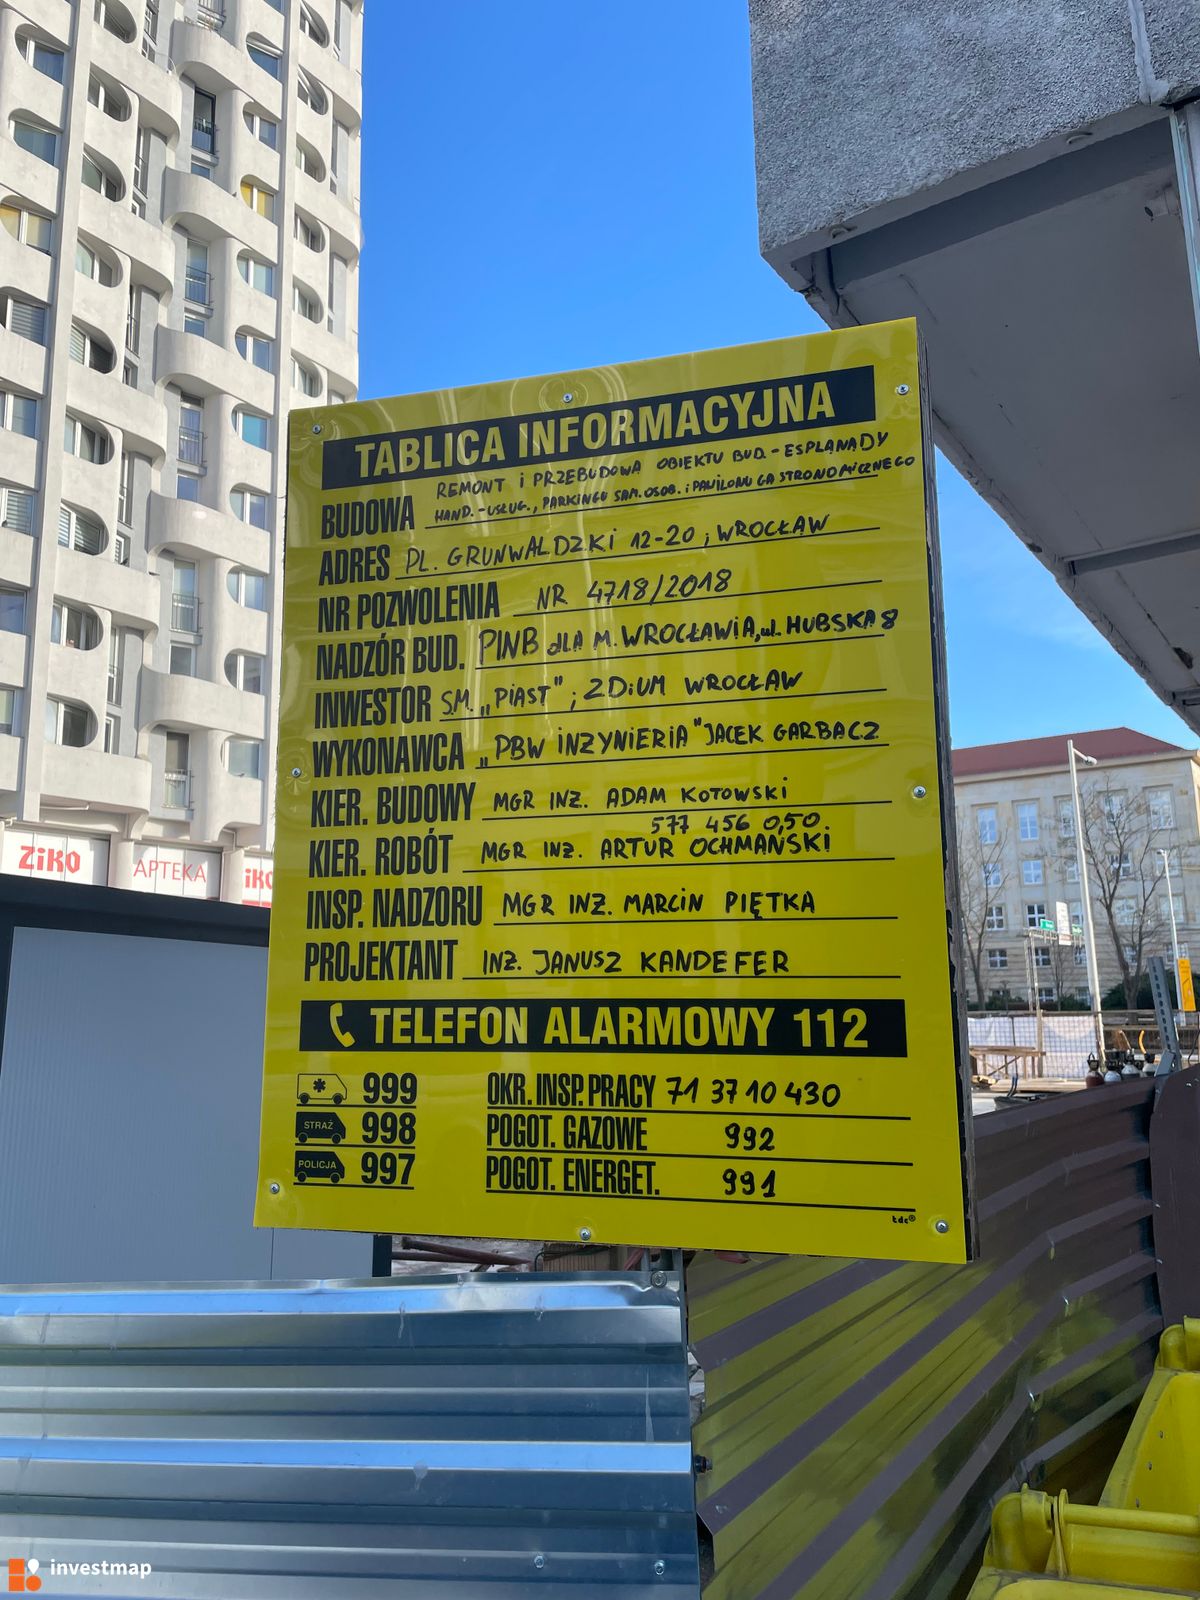 TABLICA INFORMACYJNA
BUDOWA REMONT i PRZEBUDOWA OBIEKTU BUD. - ESPLANADY
HAND. - USŁUG., PARKINGU SAM. OSOB. i PAWILONU GASTRONOMICZNEGO
ADRES PL. GRUNWALDZKI 12-20, WROCŁAW
NR POZWOLENIA NR 4718/2018
NADZÓR BUD. PINB dLA M. WROCŁAWiA, ul. HUBSKA 8
INWESTOR S.M. „PIAST"; ZDiUM WROCŁAW
WYKONAWCA „PBW iNŻYNiERiA" JACEK GARBACZ
KIER. BUDOWY MGR INŻ. ADAM KOTOWSKI
577 456 050
KIER. ROBÓT MGR INŻ. ARTUR OCHMAŃSKI
INSP. NADZORU MGR INŻ. MARCIN PIĘTKA
PROJEKTANT INŻ. JANUSZ KANDEFER
TELEFON ALARMOWY 112
999 OKR. INSP. PRACY 71 37 10 430
STRAŻ 998 POGOT. GAZOWE 992
POLICJA 997 POGOT. ENERGET. 991
tdc®
ZIKO APTEKA
investmap